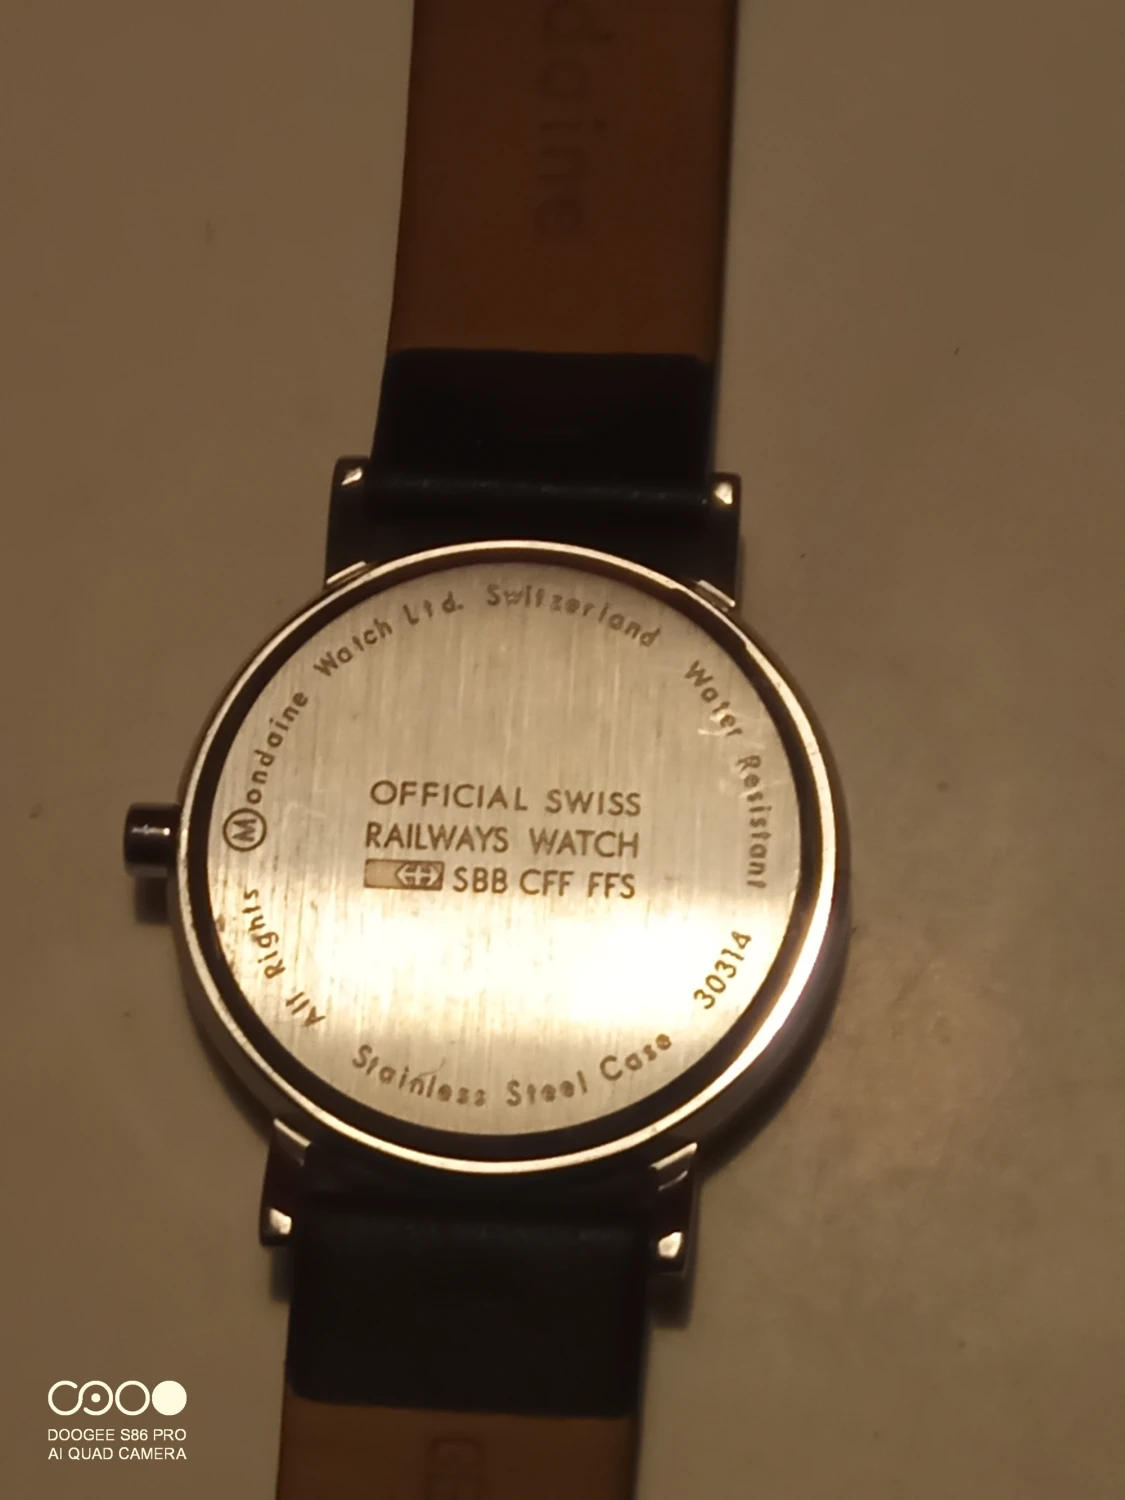 daine
Mondaine Watch Ltd. Switzerland Water Resistant
OFFICIAL SWISS
RAILWAYS WATCH
SBB CFF FFS
30314
Stainless Steel Case
All Rights
DOOGEE S86 PRO
AI QUAD CAMERA